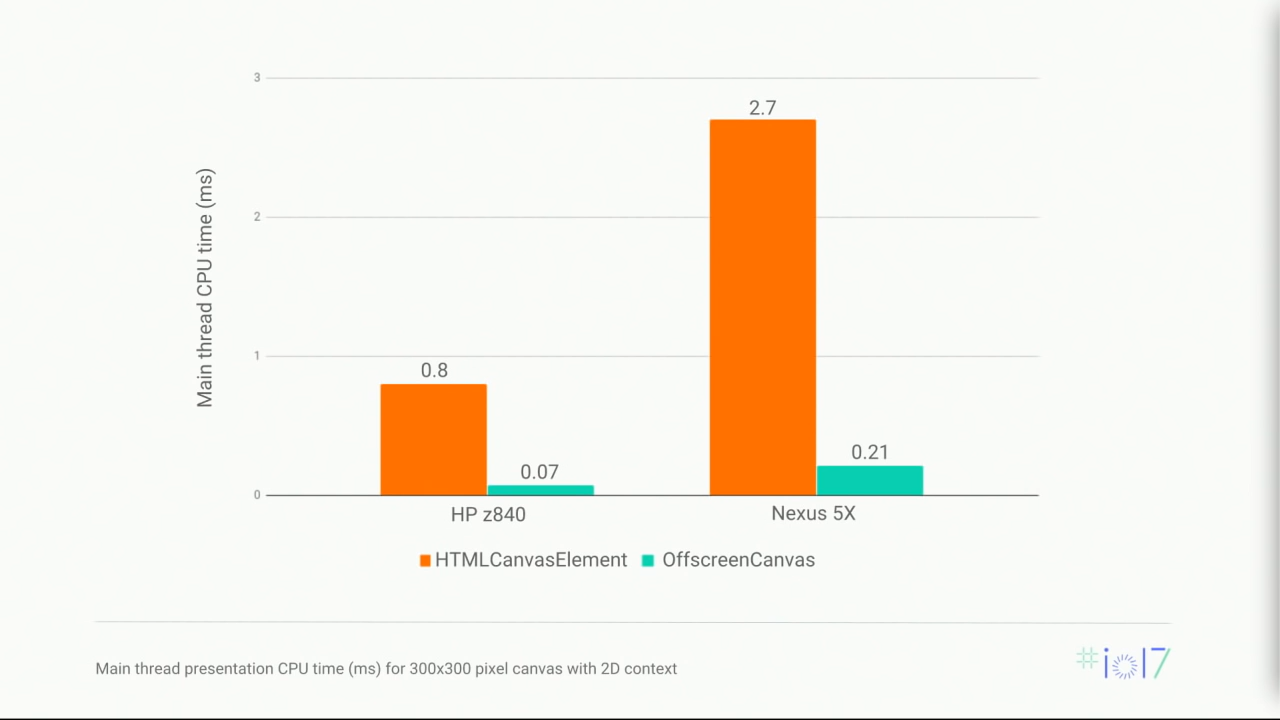 3
2.7
Main thread CPU time (ms)
2
1
0.8
0.21
0.07
0
HP z840
Nexus 5X
HTMLCanvasElement
OffscreenCanvas
Main thread presentation CPU time (ms) for 300x300 pixel canvas with 2D context
#io17